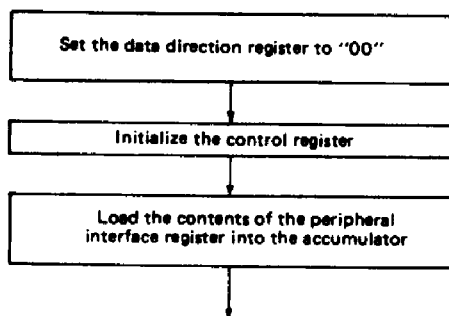 Set the data direction register to "00"
Initialize the control register
Load the contents of the peripheral
interface register into the accumulator